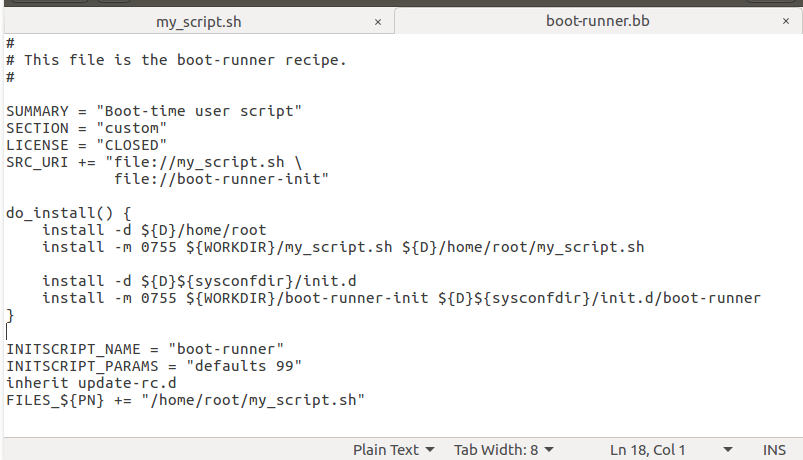 my_script.sh × boot-runner.bb ×
#
# This file is the boot-runner recipe.
#
SUMMARY = "Boot-time user script"
SECTION = "custom"
LICENSE = "CLOSED"
SRC_URI += "file://my_script.sh \
            file://boot-runner-init"
do_install() {
    install -d ${D}/home/root
    install -m 0755 ${WORKDIR}/my_script.sh ${D}/home/root/my_script.sh
    install -d ${D}${sysconfdir}/init.d
    install -m 0755 ${WORKDIR}/boot-runner-init ${D}${sysconfdir}/init.d/boot-runner
}
INITSCRIPT_NAME = "boot-runner"
INITSCRIPT_PARAMS = "defaults 99"
inherit update-rc.d
FILES_${PN} += "/home/root/my_script.sh"
Plain Text Tab Width: 8 Ln 18, Col 1 INS